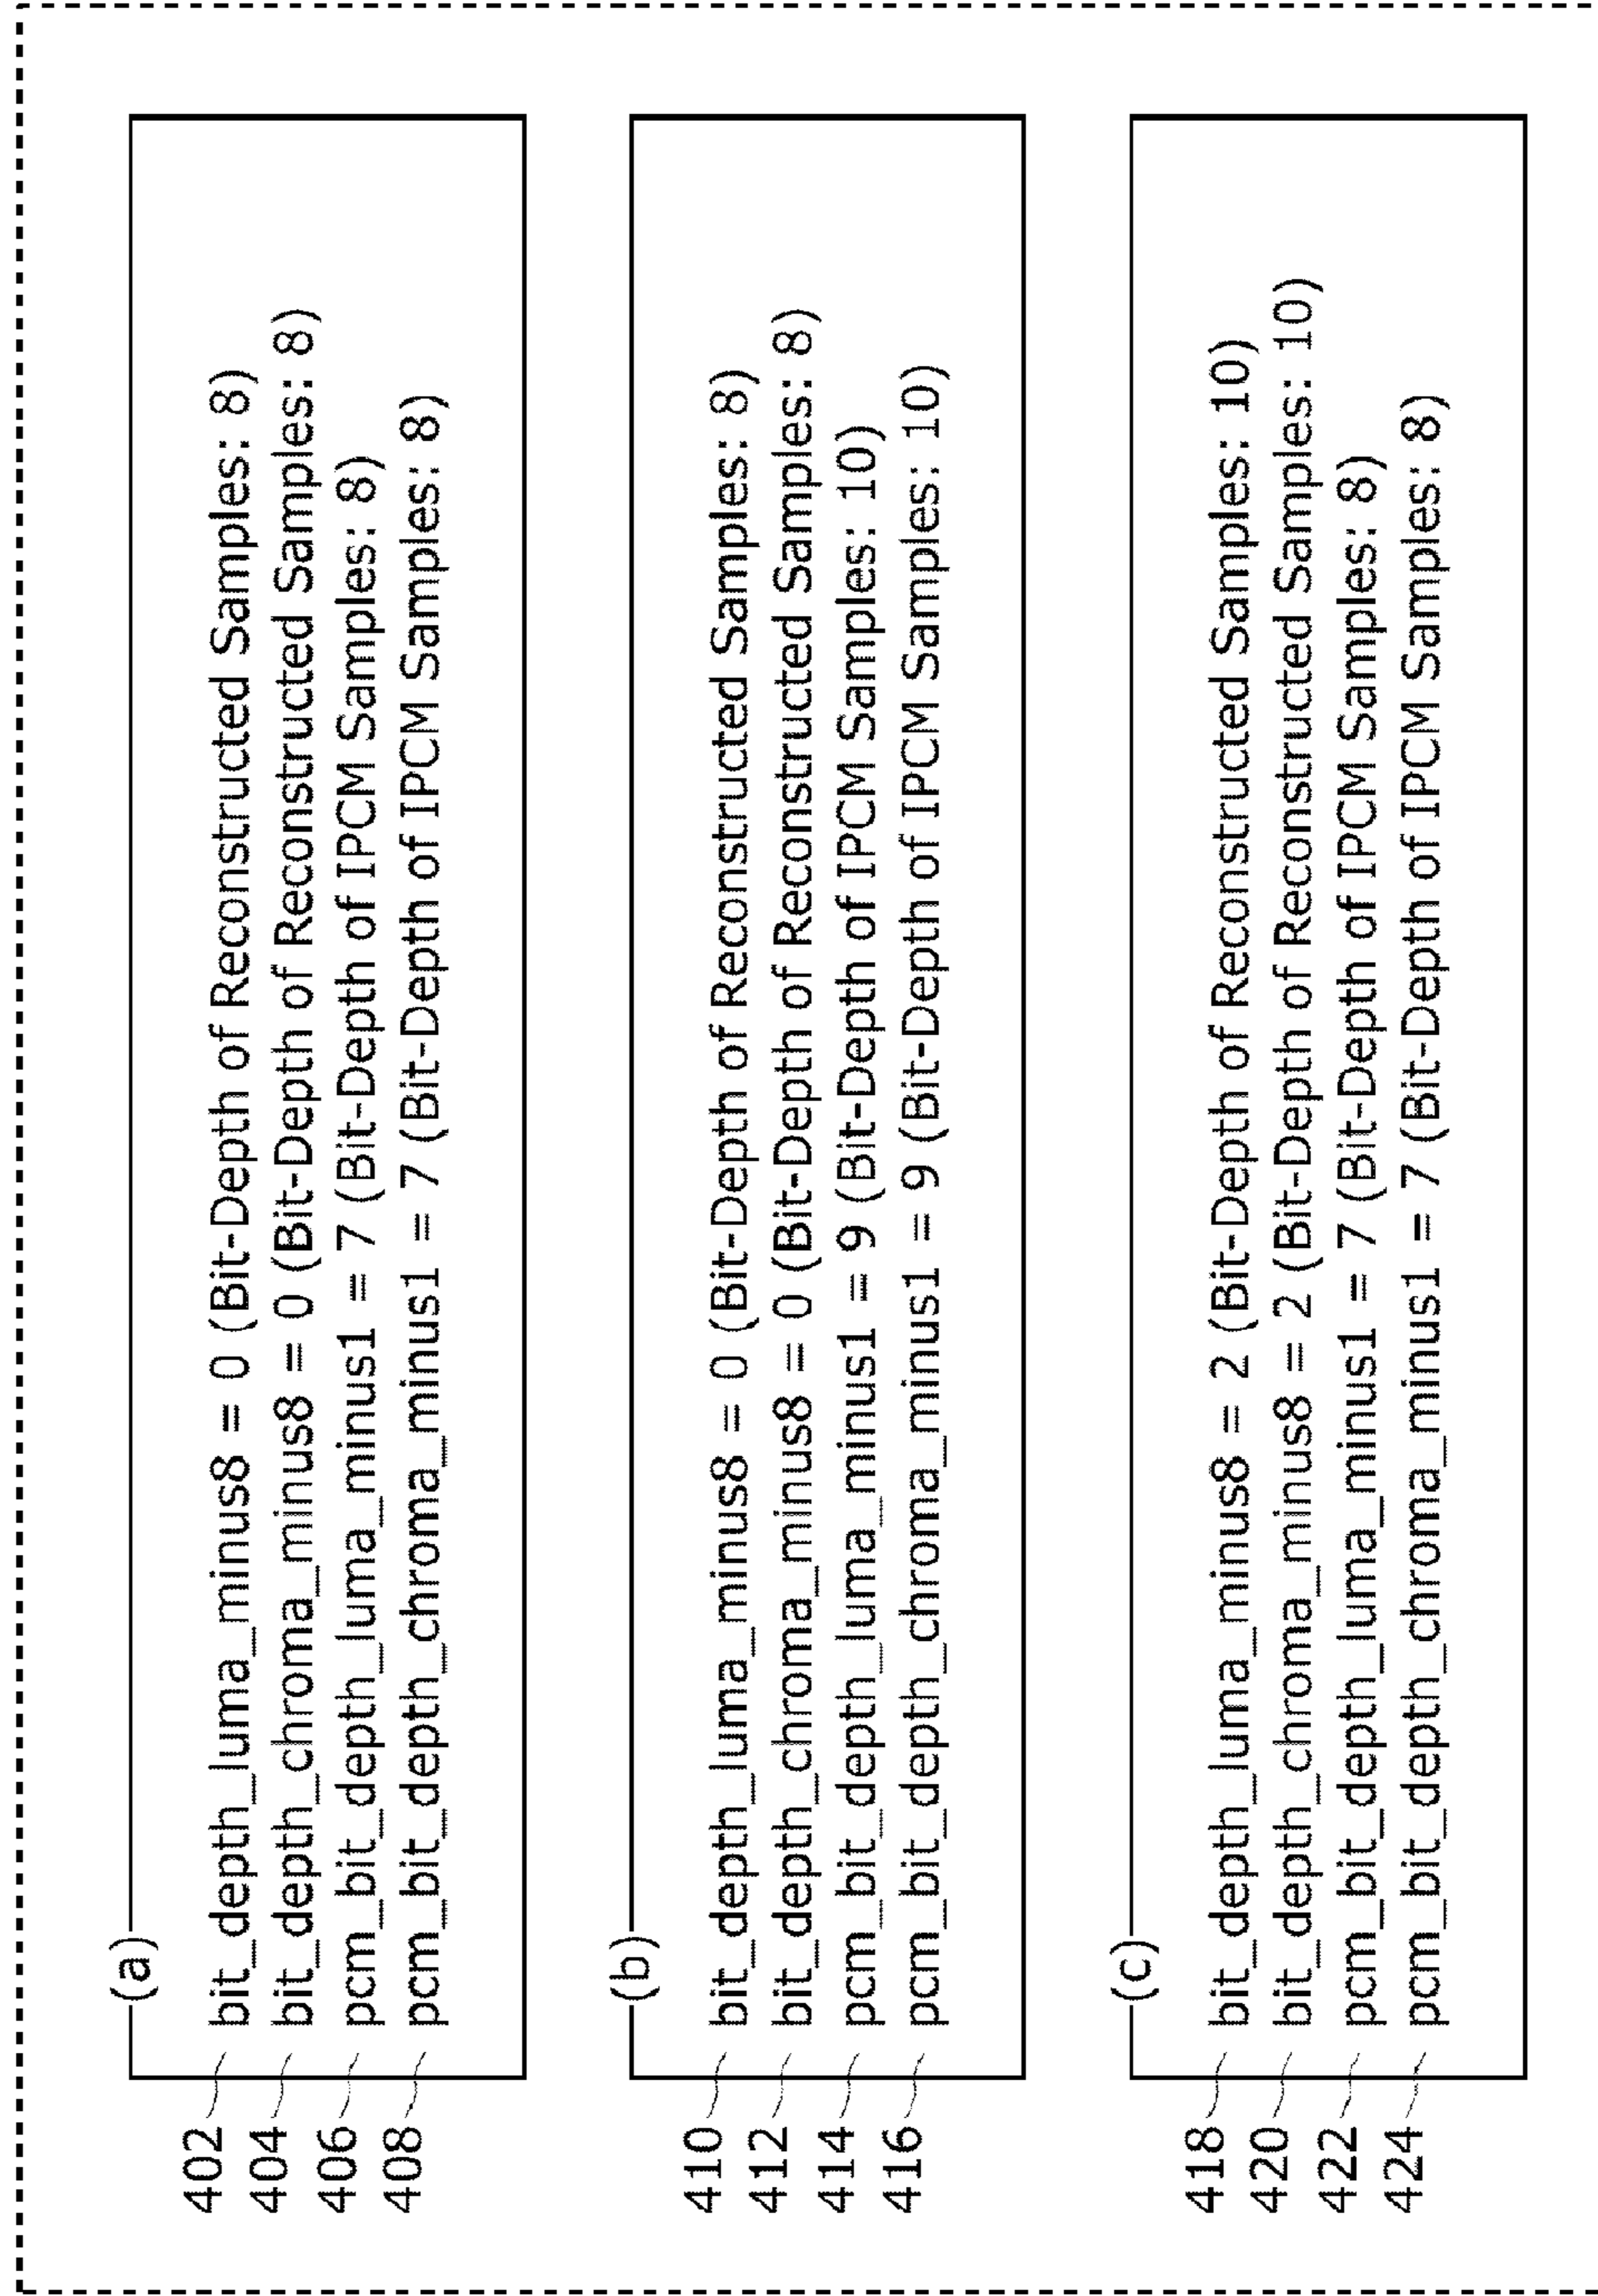 (a)
402 bit_depth_luma_minus8 = 0 (Bit-Depth of Reconstructed Samples: 8)
404 bit_depth_chroma_minus8 = 0 (Bit-Depth of Reconstructed Samples: 8)
406 pcm_bit_depth_luma_minus1 = 7 (Bit-Depth of IPCM Samples: 8)
408 pcm_bit_depth_chroma_minus1 = 7 (Bit-Depth of IPCM Samples: 8)
(b)
410 bit_depth_luma_minus8 = 0 (Bit-Depth of Reconstructed Samples: 8)
412 bit_depth_chroma_minus8 = 0 (Bit-Depth of Reconstructed Samples: 8)
414 pcm_bit_depth_luma_minus1 = 9 (Bit-Depth of IPCM Samples: 10)
416 pcm_bit_depth_chroma_minus1 = 9 (Bit-Depth of IPCM Samples: 10)
(c)
418 bit_depth_luma_minus8 = 2 (Bit-Depth of Reconstructed Samples: 10)
420 bit_depth_chroma_minus8 = 2 (Bit-Depth of Reconstructed Samples: 10)
422 pcm_bit_depth_luma_minus1 = 7 (Bit-Depth of IPCM Samples: 8)
424 pcm_bit_depth_chroma_minus1 = 7 (Bit-Depth of IPCM Samples: 8)